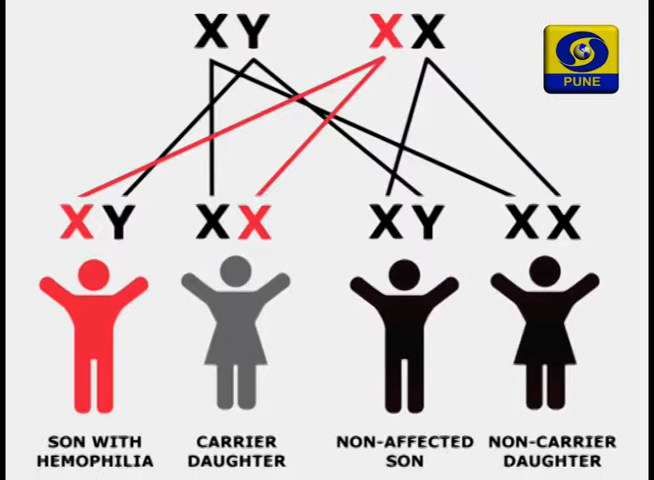 XY XX
PUNE
XY XX XY XX
SON WITH
HEMOPHILIA
CARRIER
DAUGHTER
NON-AFFECTED
SON
NON-CARRIER
DAUGHTER